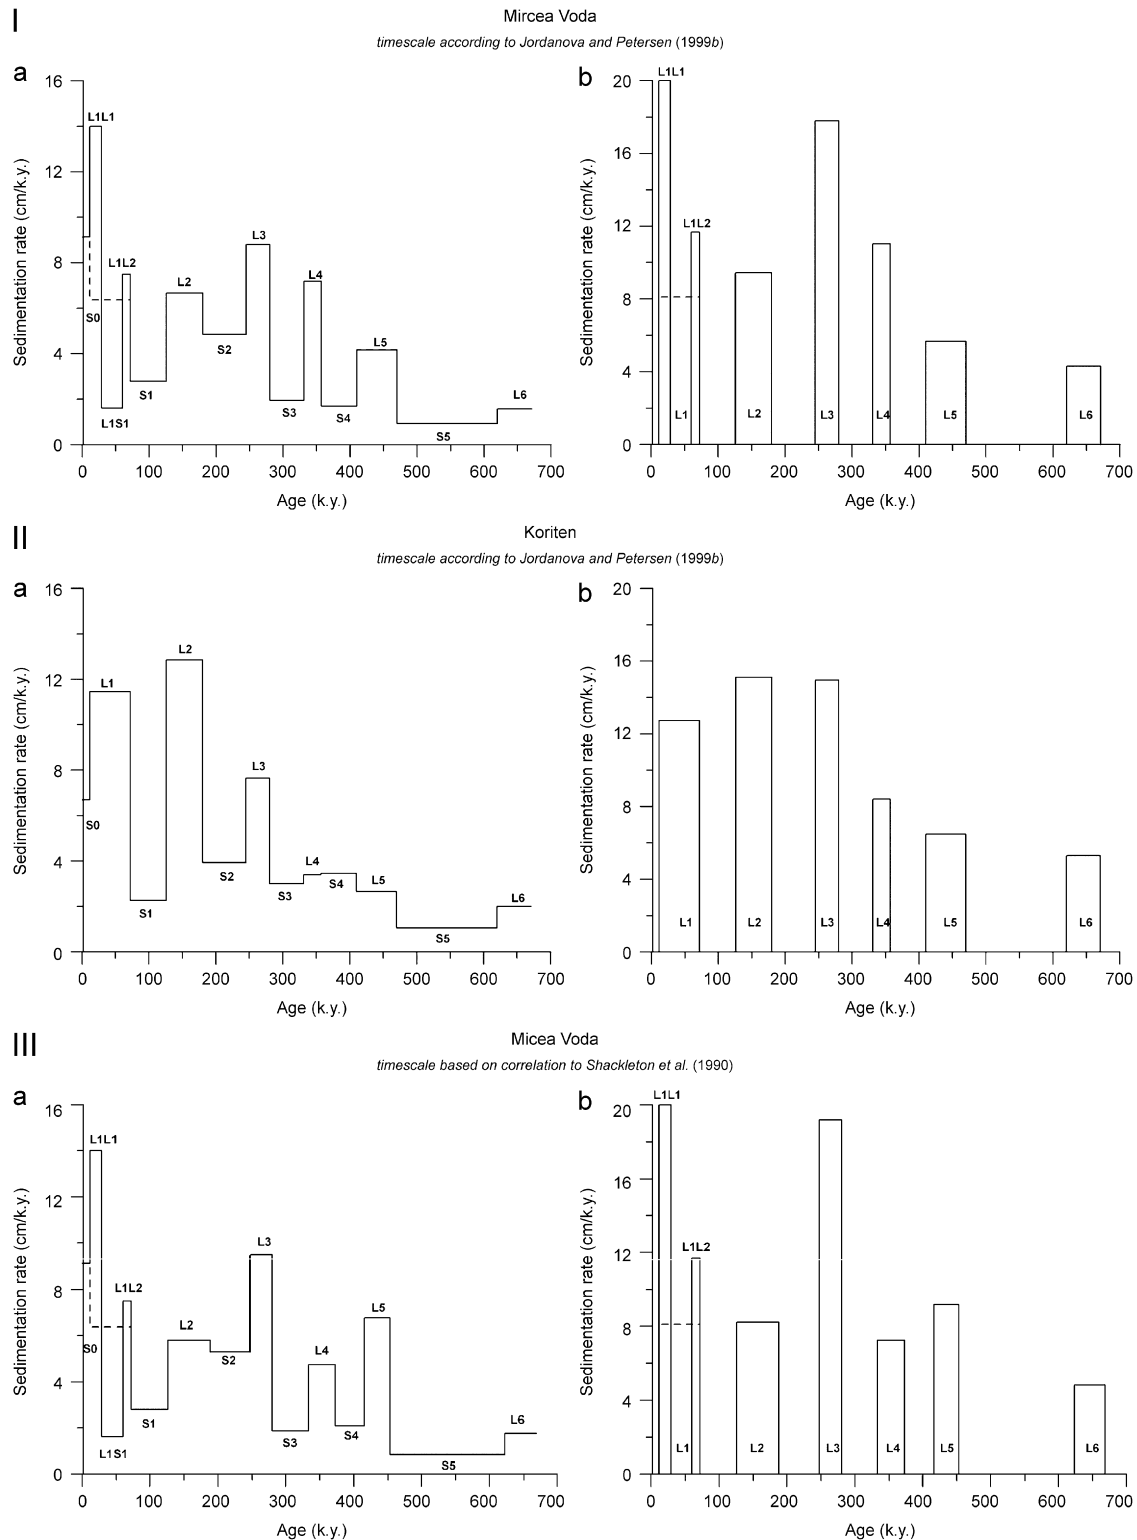 I
Mircea Voda
timescale according to Jordanova and Petersen (1999b)
a
16
12
8
4
0
Sedimentation rate (cm/k.y.)
L1L1
L1L2
S0
L1S1
S1
L2
S2
L3
S3
L4
S4
L5
S5
L6
0 100 200 300 400 500 600 700
Age (k.y.)
b
20
16
12
8
4
0
Sedimentation rate (cm/k.y.)
L1L1
L1L2
L1
L2
L3
L4
L5
L6
0 100 200 300 400 500 600 700
Age (k.y.)
II
Koriten
timescale according to Jordanova and Petersen (1999b)
a
16
12
8
4
0
Sedimentation rate (cm/k.y.)
S0
L1
S1
L2
S2
L3
S3
L4
S4
L5
S5
L6
0 100 200 300 400 500 600 700
Age (k.y.)
b
20
16
12
8
4
0
Sedimentation rate (cm/k.y.)
L1
L2
L3
L4
L5
L6
0 100 200 300 400 500 600 700
Age (k.y.)
III
Micea Voda
timescale based on correlation to Shackleton et al. (1990)
a
16
12
8
4
0
Sedimentation rate (cm/k.y.)
L1L1
L1L2
S0
L1S1
S1
L2
S2
L3
S3
L4
S4
L5
S5
L6
0 100 200 300 400 500 600 700
Age (k.y.)
b
20
16
12
8
4
0
Sedimentation rate (cm/k.y.)
L1L1
L1L2
L1
L2
L3
L4
L5
L6
0 100 200 300 400 500 600 700
Age (k.y.)